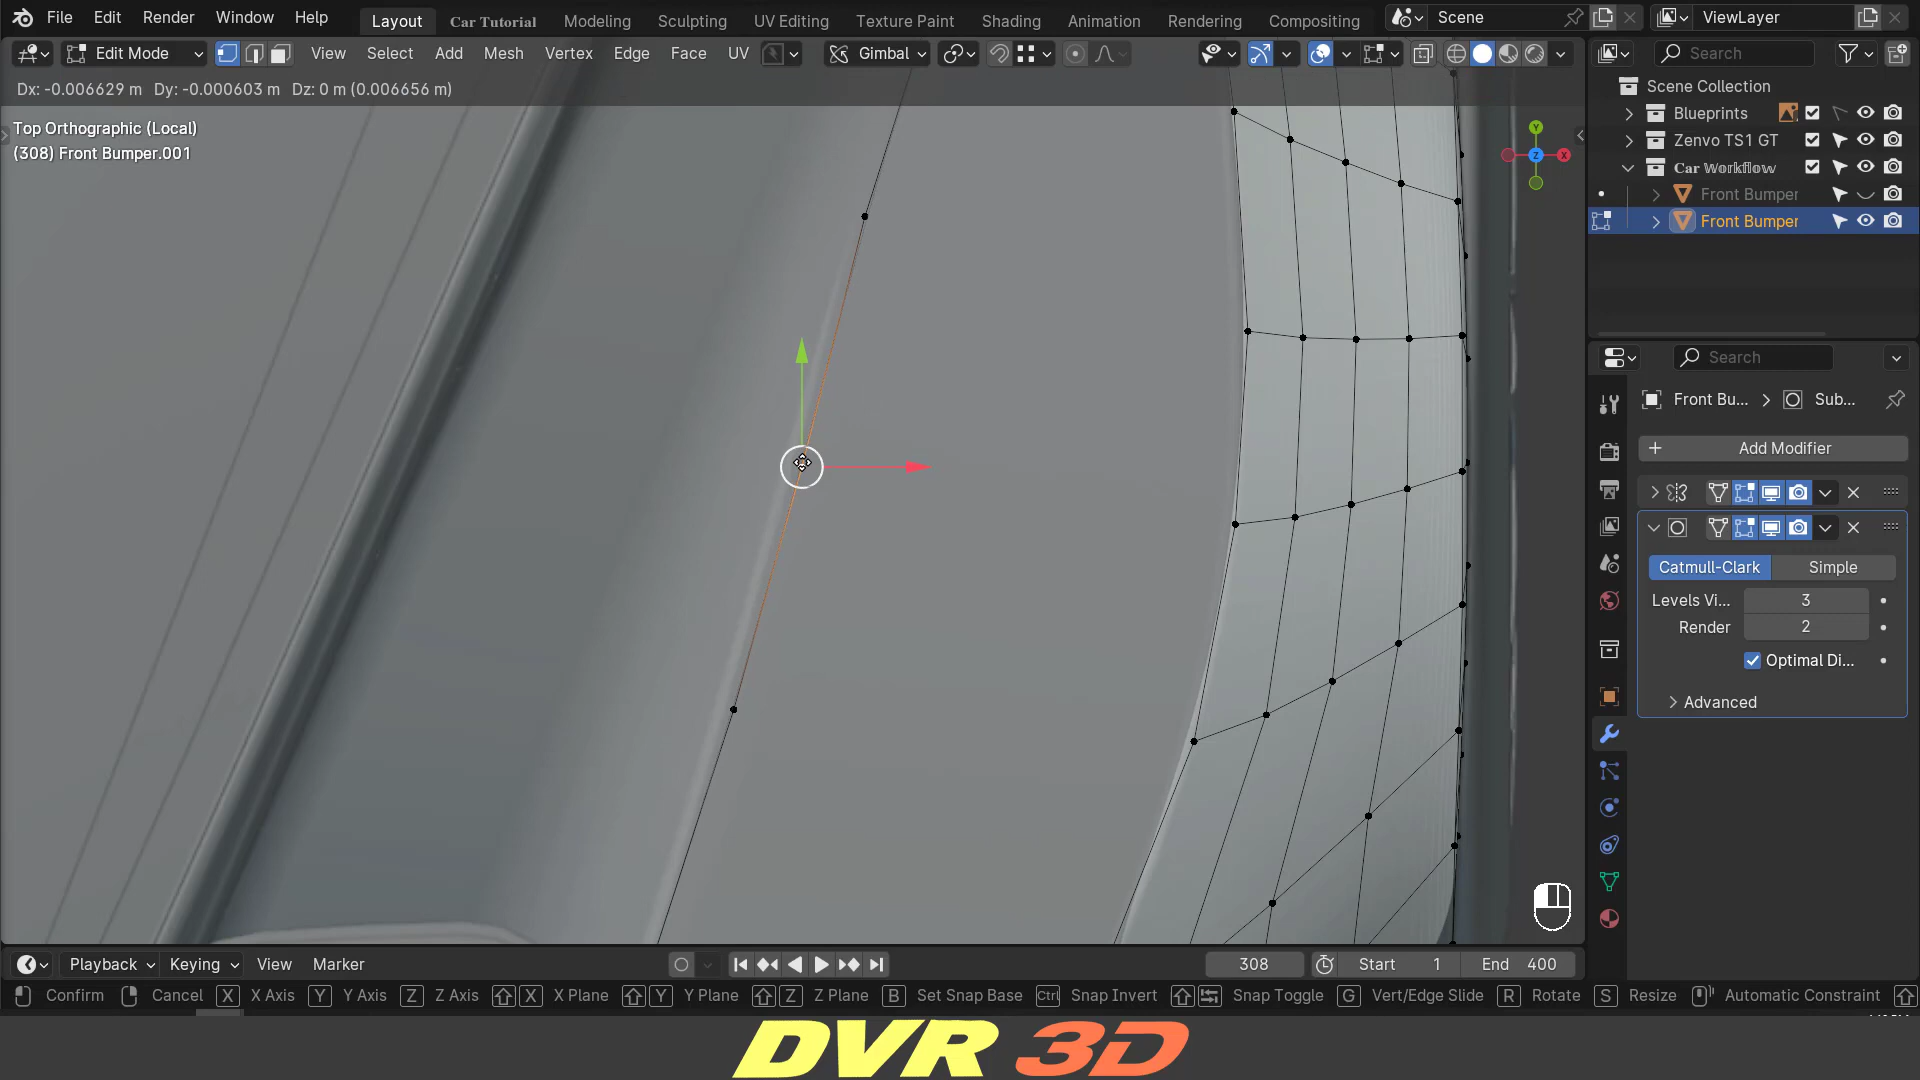 File Edit Render Window Help Layout Car Tutorial Modeling Sculpting UV Editing Texture Paint Shading Animation Rendering Compositing Scene ViewLayer
Edit Mode View Select Add Mesh Vertex Edge Face UV Gimbal Search
Dx: -0.006629 m Dy: -0.000603 m Dz: 0 m (0.006656 m)
Top Orthographic (Local)
(308) Front Bumper.001
Y
Z X
Scene Collection
Blueprints
Zenvo TS1 GT
Car Workflow
Front Bumper
Front Bumper
Search
Front Bu... > Sub...
+ Add Modifier
Catmull-Clark Simple
Levels Vi... 3
Render 2
Optimal Di...
Advanced
Playback Keying View Marker 308 Start 1 End 400
Confirm Cancel X X Axis Y Y Axis Z Z Axis X X Plane Y Y Plane Z Z Plane B Set Snap Base Ctrl Snap Invert Snap Toggle G Vert/Edge Slide R Rotate S Resize Automatic Constraint
DVR 3D